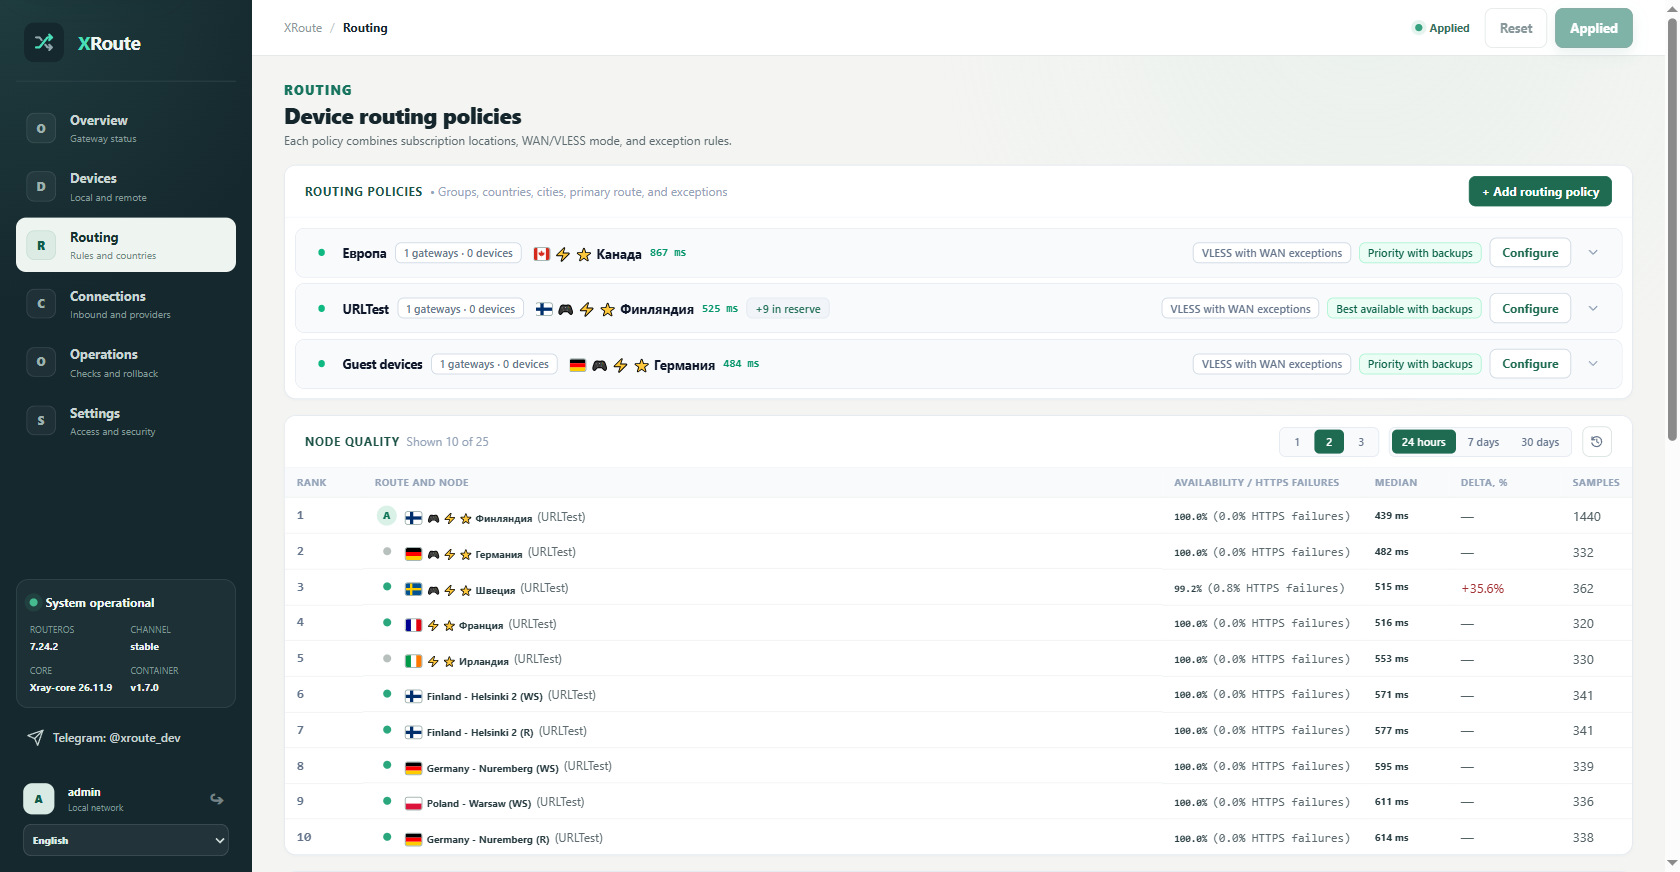 XRoute
XRoute / Routing
Applied
Reset
Applied
O
Overview
Gateway status
D
Devices
Local and remote
R
Routing
Rules and countries
C
Connections
Inbound and providers
O
Operations
Checks and rollback
S
Settings
Access and security
System operational
ROUTEROS CHANNEL
7.24.2 stable
CORE CONTAINER
Xray-core 26.11.9 v1.7.0
Telegram: @xroute_dev
A
admin
Local network
English
ROUTING
Device routing policies
Each policy combines subscription locations, WAN/VLESS mode, and exception rules.
ROUTING POLICIES • Groups, countries, cities, primary route, and exceptions
+ Add routing policy
Европа 1 gateways · 0 devices Канада 867 ms VLESS with WAN exceptions Priority with backups Configure
URLTest 1 gateways · 0 devices Финляндия 525 ms +9 in reserve VLESS with WAN exceptions Best available with backups Configure
Guest devices 1 gateways · 0 devices Германия 484 ms VLESS with WAN exceptions Priority with backups Configure
NODE QUALITY Shown 10 of 25 1 2 3 24 hours 7 days 30 days
RANK ROUTE AND NODE AVAILABILITY / HTTPS FAILURES MEDIAN DELTA, % SAMPLES
1 A Финляндия (URLTest) 100.0% (0.0% HTTPS failures) 439 ms — 1440
2 Германия (URLTest) 100.0% (0.0% HTTPS failures) 482 ms — 332
3 Швеция (URLTest) 99.2% (0.8% HTTPS failures) 515 ms +35.6% 362
4 Франция (URLTest) 100.0% (0.0% HTTPS failures) 516 ms — 320
5 Ирландия (URLTest) 100.0% (0.0% HTTPS failures) 553 ms — 330
6 Finland - Helsinki 2 (WS) (URLTest) 100.0% (0.0% HTTPS failures) 571 ms — 341
7 Finland - Helsinki 2 (R) (URLTest) 100.0% (0.0% HTTPS failures) 577 ms — 341
8 Germany - Nuremberg (WS) (URLTest) 100.0% (0.0% HTTPS failures) 595 ms — 339
9 Poland - Warsaw (WS) (URLTest) 100.0% (0.0% HTTPS failures) 611 ms — 336
10 Germany - Nuremberg (R) (URLTest) 100.0% (0.0% HTTPS failures) 614 ms — 338